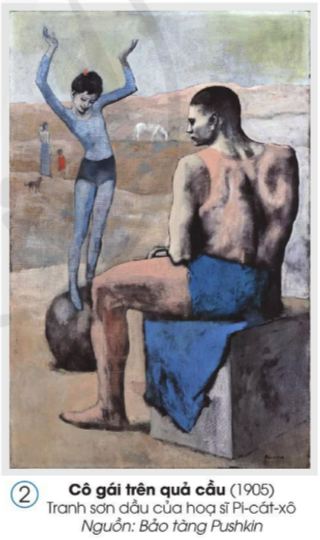 2
Cô gái trên quả cầu (1905)
Tranh sơn dầu của hoạ sĩ Pi-cát-xô
Nguồn: Bảo tàng Pushkin